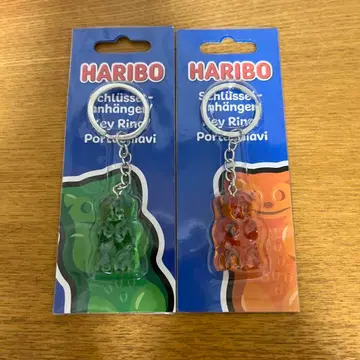 HARIBO
Schlüssel-
anhänger/
Key Ring
Portachiavi
HARIBO
Schlüssel-
anhänger/
Key Ring
Portachiavi